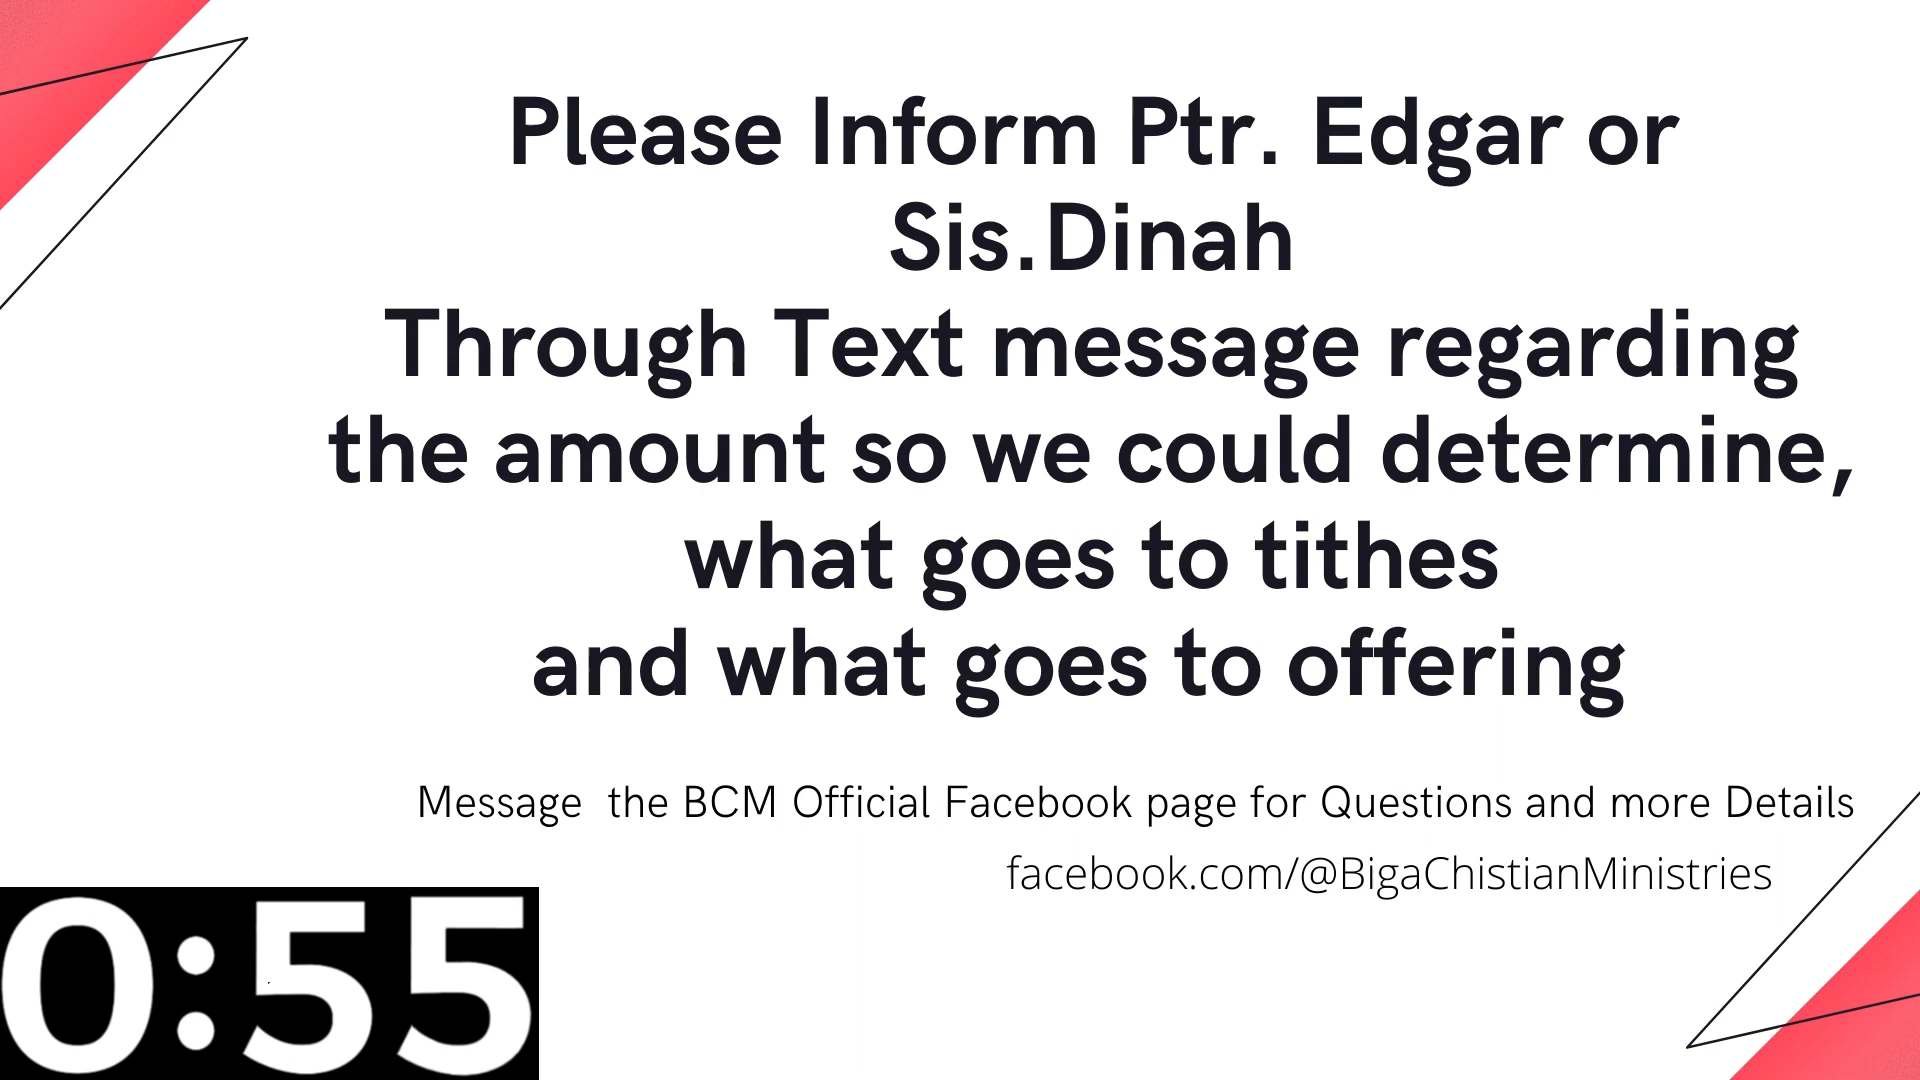 Please Inform Ptr. Edgar or
Sis.Dinah
Through Text message regarding
the amount so we could determine,
what goes to tithes
and what goes to offering
Message the BCM Official Facebook page for Questions and more Details
facebook.com/@BigaChistianMinistries
0:55